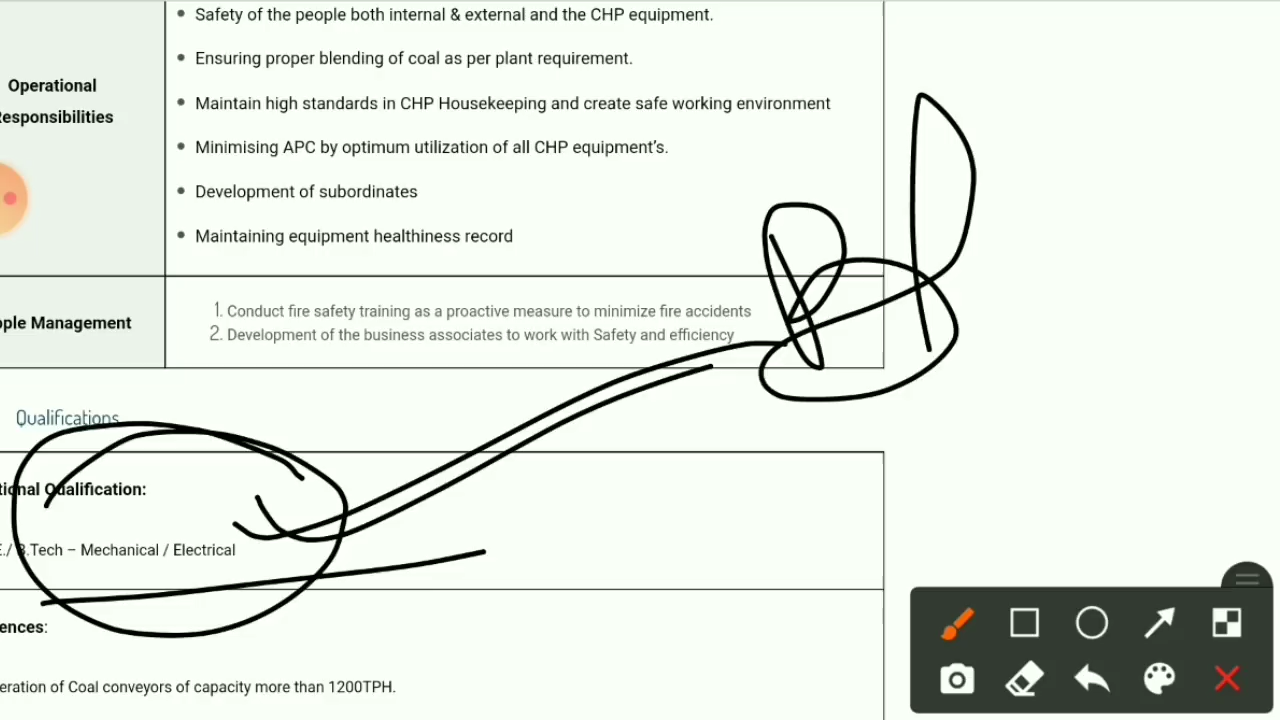 Safety of the people both internal & external and the CHP equipment.
Ensuring proper blending of coal as per plant requirement.
Operational
esponsibilities
Maintain high standards in CHP Housekeeping and create safe working environment
Minimising APC by optimum utilization of all CHP equipment's.
Development of subordinates
Maintaining equipment healthiness record
ople Management
1. Conduct fire safety training as a proactive measure to minimize fire accidents
2. Development of the business associates to work with Safety and efficiency
Qualifications
tional Qualification:
E./ B.Tech – Mechanical / Electrical
ences:
eration of Coal conveyors of capacity more than 1200TPH.